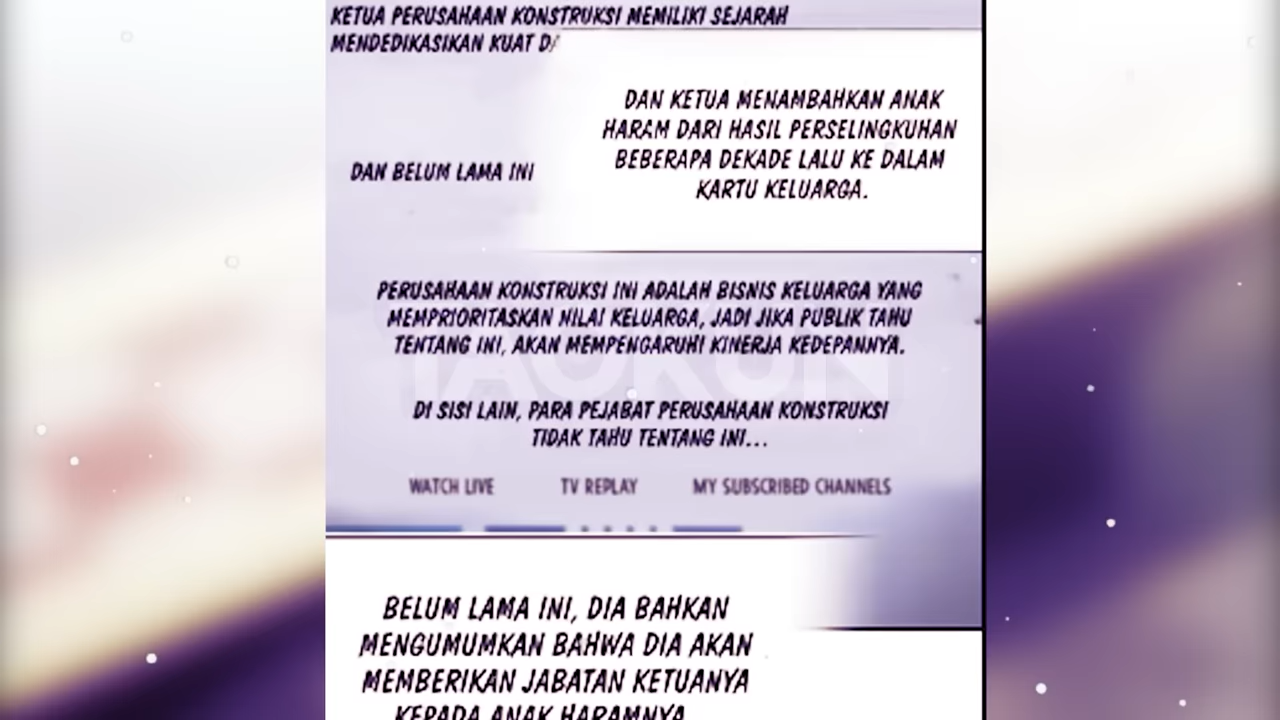 KETUA PERUSAHAAN KONSTRUKSI MEMILIKI SEJARAH
MENDEDIKASIKAN KUAT
DAN KETUA MENAMBAHKAN ANAK
HARAM DARI HASIL PERSELINGKUHAN
BEBERAPA DEKADE LALU KE DALAM
KARTU KELUARGA.
DAN BELUM LAMA INI
PERUSAHAAN KONSTRUKSI INI ADALAH BISNIS KELUARGA YANG
MEMPRIORITASKAN NILAI KELUARGA, JADI JIKA PUBLIK TAHU
TENTANG INI, AKAN MEMPENGARUHI KINERJA KEDEPANNYA.
DI SISI LAIN, PARA PEJABAT PERUSAHAAN KONSTRUKSI
TIDAK TAHU TENTANG INI...
WATCH LIVE TV REPLAY MY SUBSCRIBED CHANNELS
BELUM LAMA INI, DIA BAHKAN
MENGUMUMKAN BAHWA DIA AKAN
MEMBERIKAN JABATAN KETUANYA
KEPADA ANAK HARAMNYA